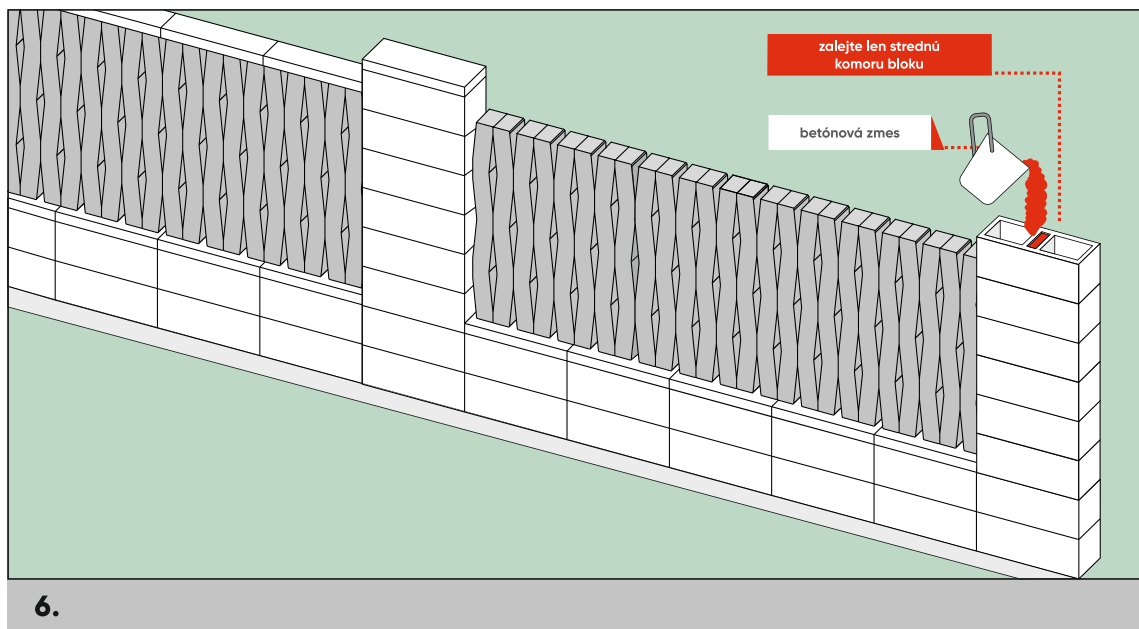 zalejte len strednú
komoru bloku
betónová zmes
6.